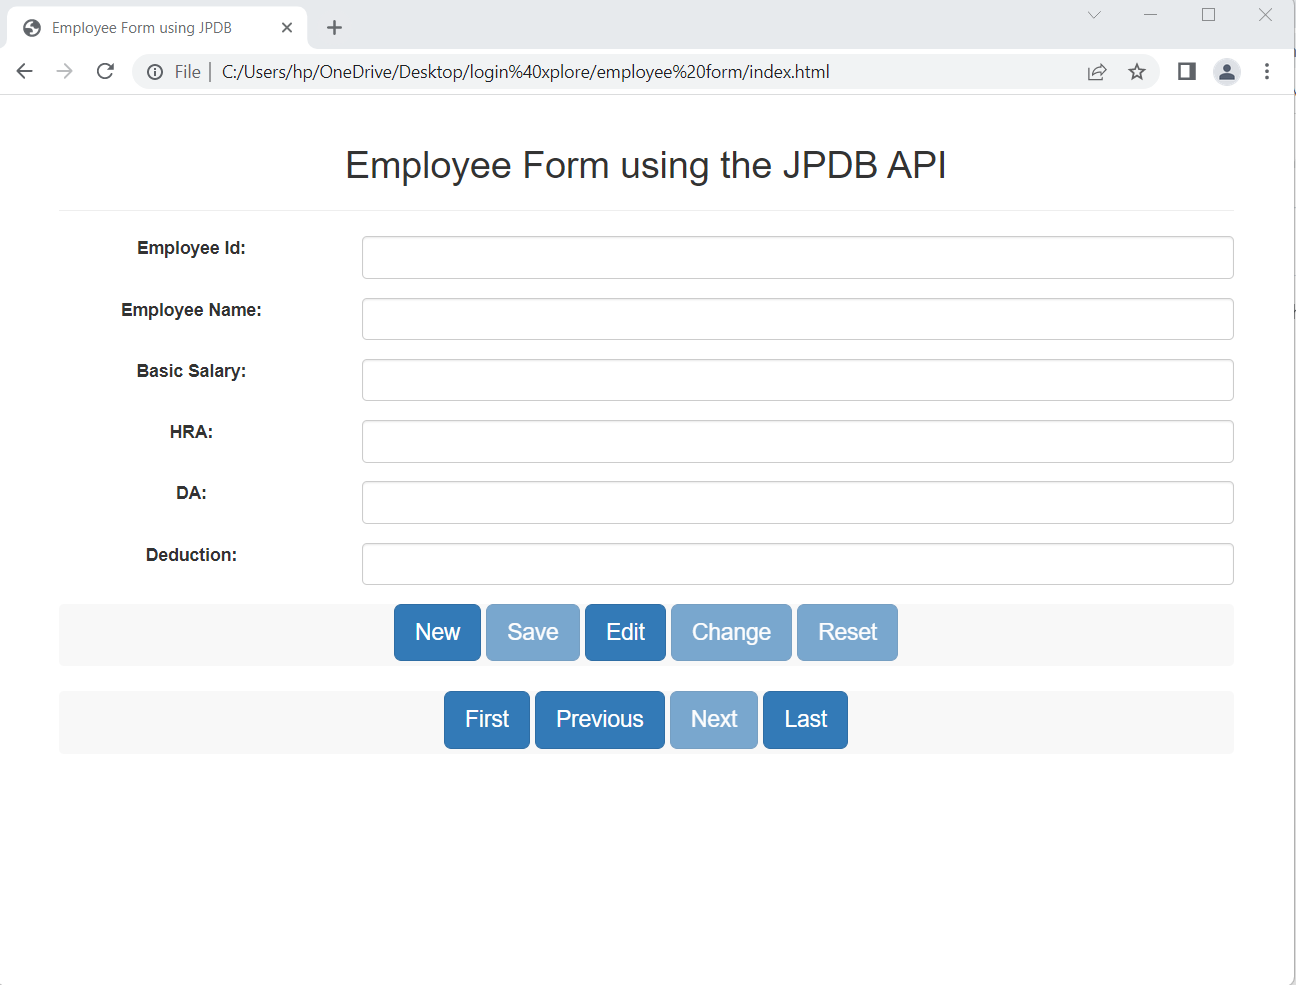 Employee Form using JPDB
File C:/Users/hp/OneDrive/Desktop/login%40xplore/employee%20form/index.html
Employee Form using the JPDB API
Employee Id:
Employee Name:
Basic Salary:
HRA:
DA:
Deduction:
New Save Edit Change Reset
First Previous Next Last